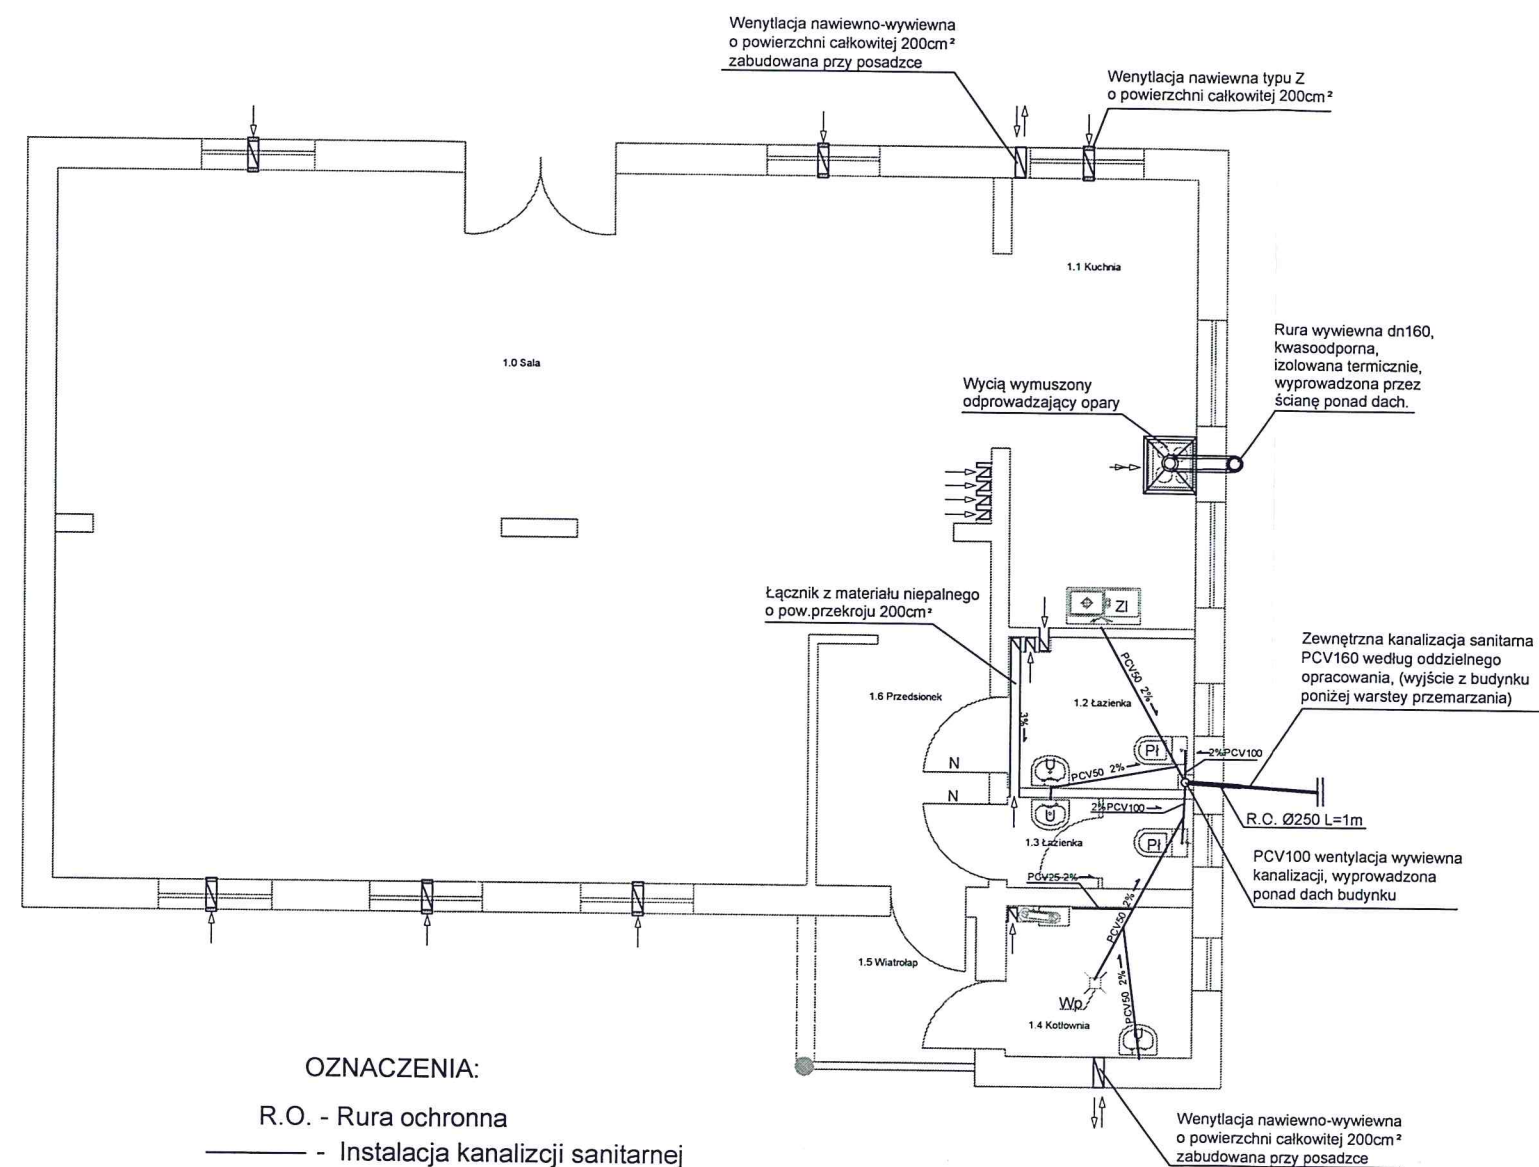 Wenytlacja nawiewno-wywiewna
o powierzchni całkowitej 200cm²
zabudowana przy posadzce
Wenytlacja nawiewna typu Z
o powierzchni całkowitej 200cm²
1.1 Kuchnia
1.0 Sala
Rura wywiewna dn160,
kwasoodporna,
izolowana termicznie,
wyprowadzona przez
ścianę ponad dach.
Wycią wymuszony
odprowadzający opary
Łącznik z materiału niepalnego
o pow.przekroju 200cm²
Zl
Zewnętrzna kanalizacja sanitarna
PCV160 według oddzielnego
opracowania, (wyjście z budynku
poniżej warstey przemarzania)
PCV50 2%
1.6 Przedsionek
1.2 Łazienka
3%
N
U
PCV50 2%
Pł
2%PCV100
N
U
2%PCV100
R.C. Ø250 L=1m
1.3 Łazienka
Pł
PCV100 wentylacja wywiewna
kanalizacji, wyprowadzona
ponad dach budynku
PCV25 2%
PCV50 2%
1.5 Wiatrołap
Wp
PCV50 2%
1.4 Kotłownia
U
OZNACZENIA:
R.O. - Rura ochronna
- Instalacja kanalizcji sanitarnej
Wenytlacja nawiewno-wywiewna
o powierzchni całkowitej 200cm²
zabudowana przy posadzce